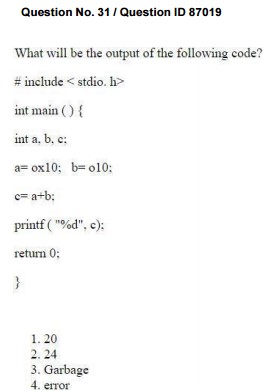 Question No. 31 / Question ID 87019
What will be the output of the following code?
# include < stdio. h>
int main ( ) {
int a, b, c;
a= ox10; b= o10;
c= a+b;
printf ( "%d", c);
return 0;
}
1. 20
2. 24
3. Garbage
4. error